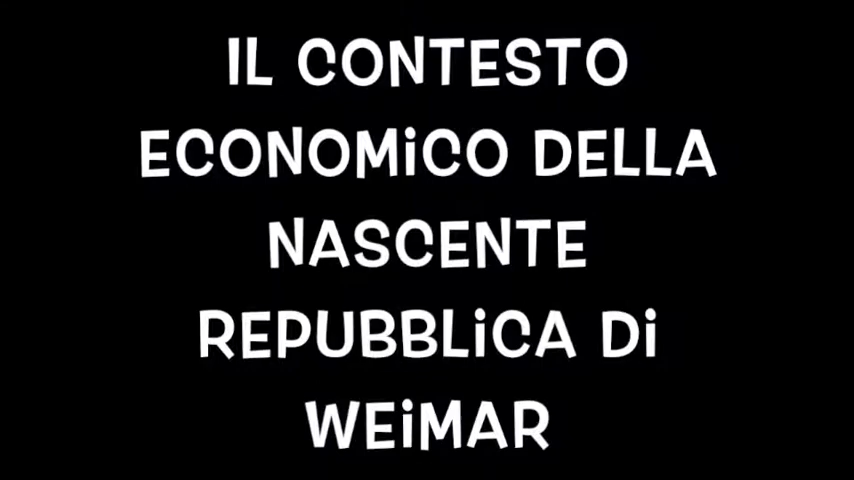 IL CONTESTO
ECONOMiCO DELLA
NASCENTE
REPUBBLiCA Di
WEiMAR